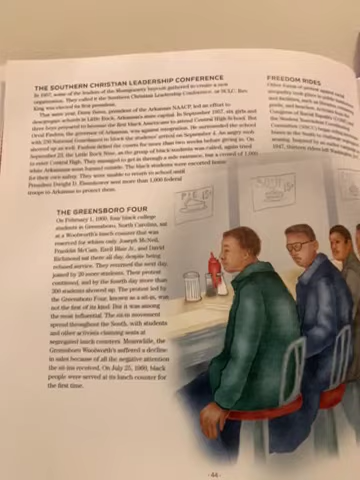 THE SOUTHERN CHRISTIAN LEADERSHIP CONFERENCE
In 1957, some of the leaders of the Montgomery boycott gathered to create a new
organization. They called it the Southern Christian Leadership Conference, or SCLC. Rev.
King was elected its first president.
That same year, Daisy Bates, president of the Arkansas NAACP, led an effort to
desegregate schools in Little Rock, Arkansas's state capital. In September 1957, six girls and
three boys prepared to become the first black Americans to attend Central High School. But
Orval Faubus, the governor of Arkansas, was against integration. He surrounded the school
with 250 National Guardsmen to block the students' arrival on September 4. An angry mob
showed up as well. Faubus defied the courts for more than two weeks before giving in. On
September 23, the Little Rock Nine, as the group of black students was called, again tried
to enter Central High. They managed to get in through a side entrance, but a crowd of 1,000
white Arkansans soon formed outside. The black students were escorted home
for their own safety. They were unable to return to school until
President Dwight D. Eisenhower sent more than 1,000 federal
troops to Arkansas to protect them.
THE GREENSBORO FOUR
On February 1, 1960, four black college
students in Greensboro, North Carolina, sat
at a Woolworth's lunch counter that was
reserved for whites only. Joseph McNeil,
Franklin McCain, Ezell Blair Jr., and David
Richmond sat there all day, despite being
refused service. They returned the next day,
joined by 20 more students. Their protest
continued, and by the fourth day more than
300 students showed up. The protest led by
the Greensboro Four, known as a sit-in, was
not the first of its kind. But it was among
the most influential. The sit-in movement
spread throughout the South, with students
and other activists claiming seats at
segregated lunch counters. Meanwhile, the
Greensboro Woolworth's suffered a decline
in sales because of all the negative attention
the sit-ins received. On July 25, 1960, black
people were served at its lunch counter for
the first time.
FREEDOM RIDES
Other forms of protest against racial
PIE 15¢
SOUP
- 44 -